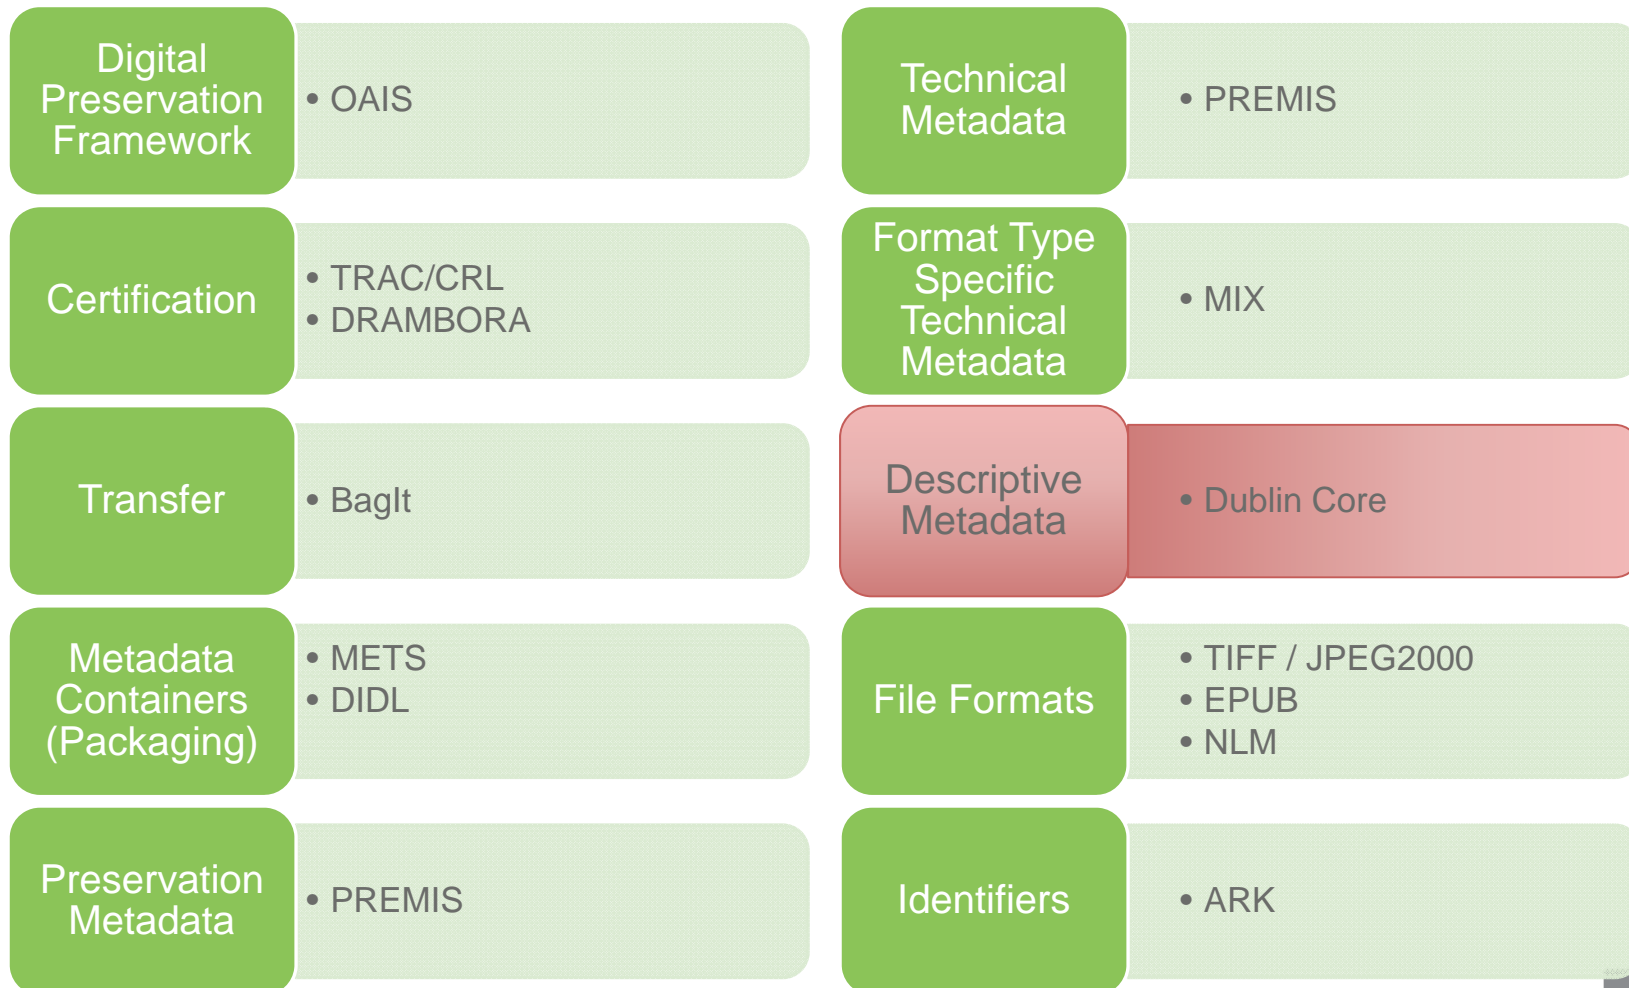 Digital
Preservation
Framework
• OAIS
Certification
• TRAC/CRL
• DRAMBORA
Transfer
• BagIt
Metadata
Containers
(Packaging)
• METS
• DIDL
Preservation
Metadata
• PREMIS
Technical
Metadata
• PREMIS
Format Type
Specific
Technical
Metadata
• MIX
Descriptive
Metadata
• Dublin Core
File Formats
• TIFF / JPEG2000
• EPUB
• NLM
Identifiers
• ARK